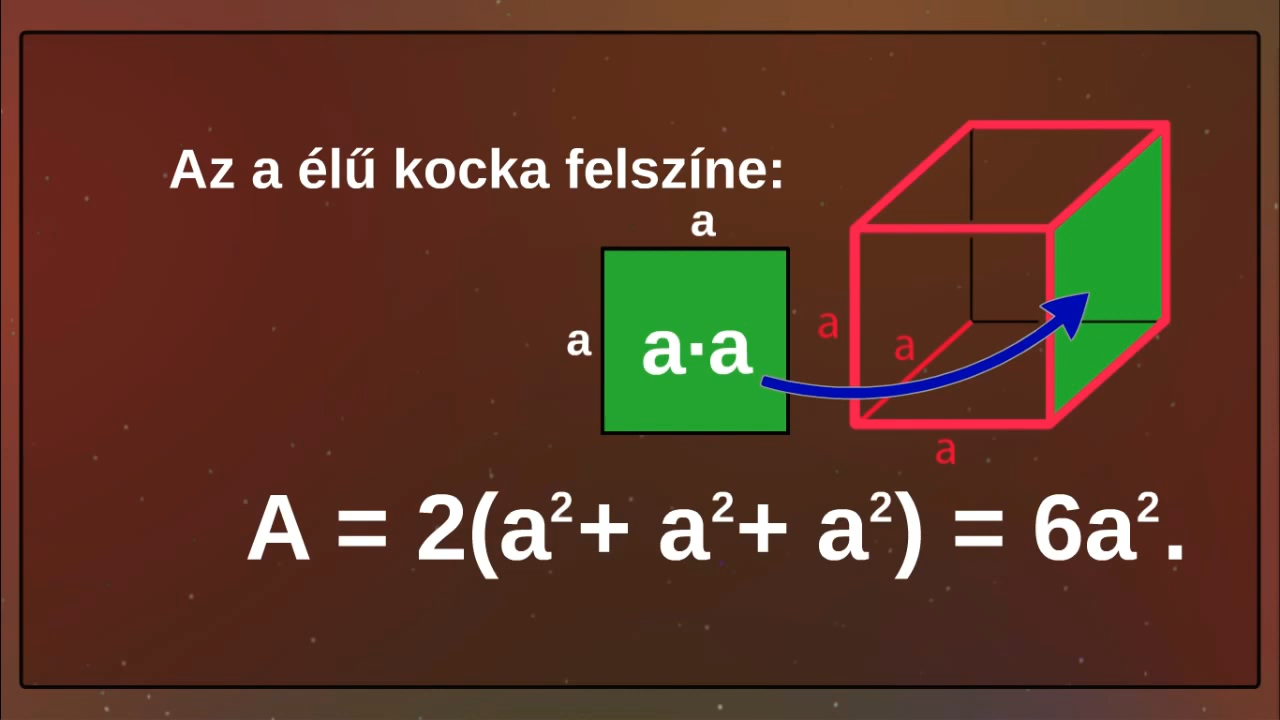 Az a élű kocka felszíne:
a
a
a·a
a
a
a
A = 2(a²+ a²+ a²) = 6a².